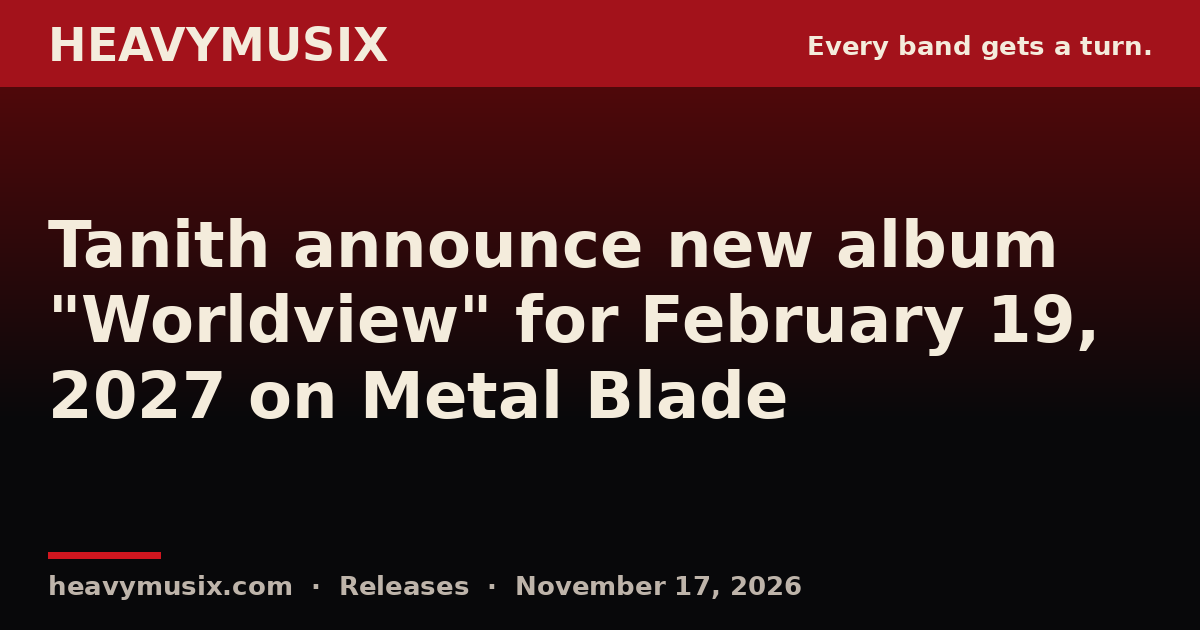 HEAVYMUSIX
Every band gets a turn.
Tanith announce new album
"Worldview" for February 19,
2027 on Metal Blade
heavymusix.com · Releases · November 17, 2026